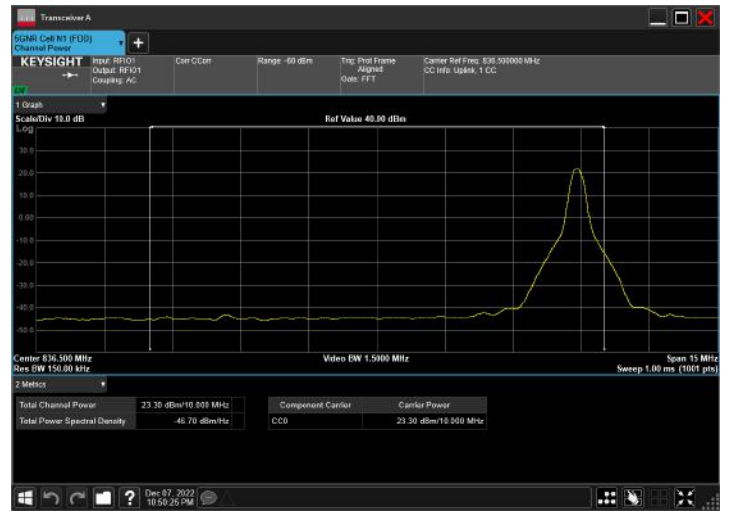 Transceiver A
5GNR Cell N1 (FDD)
Channel Power
+
KEYSIGHT
LVI
Input: RFIO1
Output: RFIO1
Coupling: AC
Corr CCorr
Range -60 dBm
Trig: Prot Frame
Aligned
Gate: FFT
Carrier Ref Freq: 836.500000 MHz
CC Info: Uplink, 1 CC
1 Graph
Scale/Div 10.0 dB
Ref Value 40.00 dBm
Log
30.0
20.0
10.0
0.00
-10.0
-20.0
-30.0
-40.0
-50.0
Center 836.500 MHz
Video BW 1.5000 MHz
Span 15 MHz
Res BW 150.00 kHz
Sweep 1.00 ms (1001 pts)
2 Metrics
Total Channel Power 23.30 dBm/10.000 MHz
Total Power Spectral Density -46.70 dBm/Hz
Component Carrier Carrier Power
CC0 23.30 dBm/10.000 MHz
?
Dec 07, 2022
10:50:25 PM